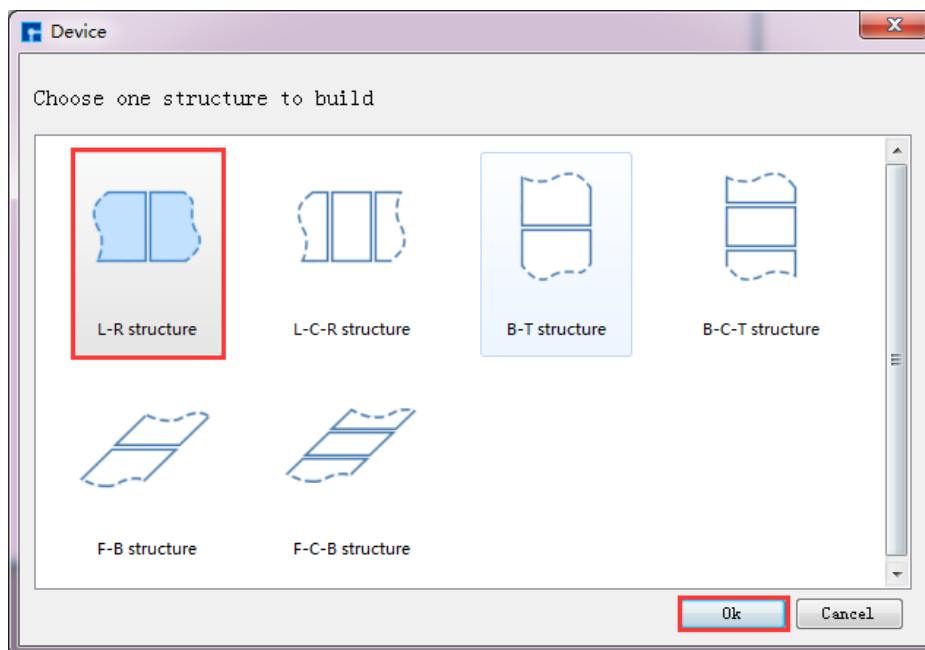 Device
Choose one structure to build
L-R structure
L-C-R structure
B-T structure
B-C-T structure
F-B structure
F-C-B structure
Ok
Cancel